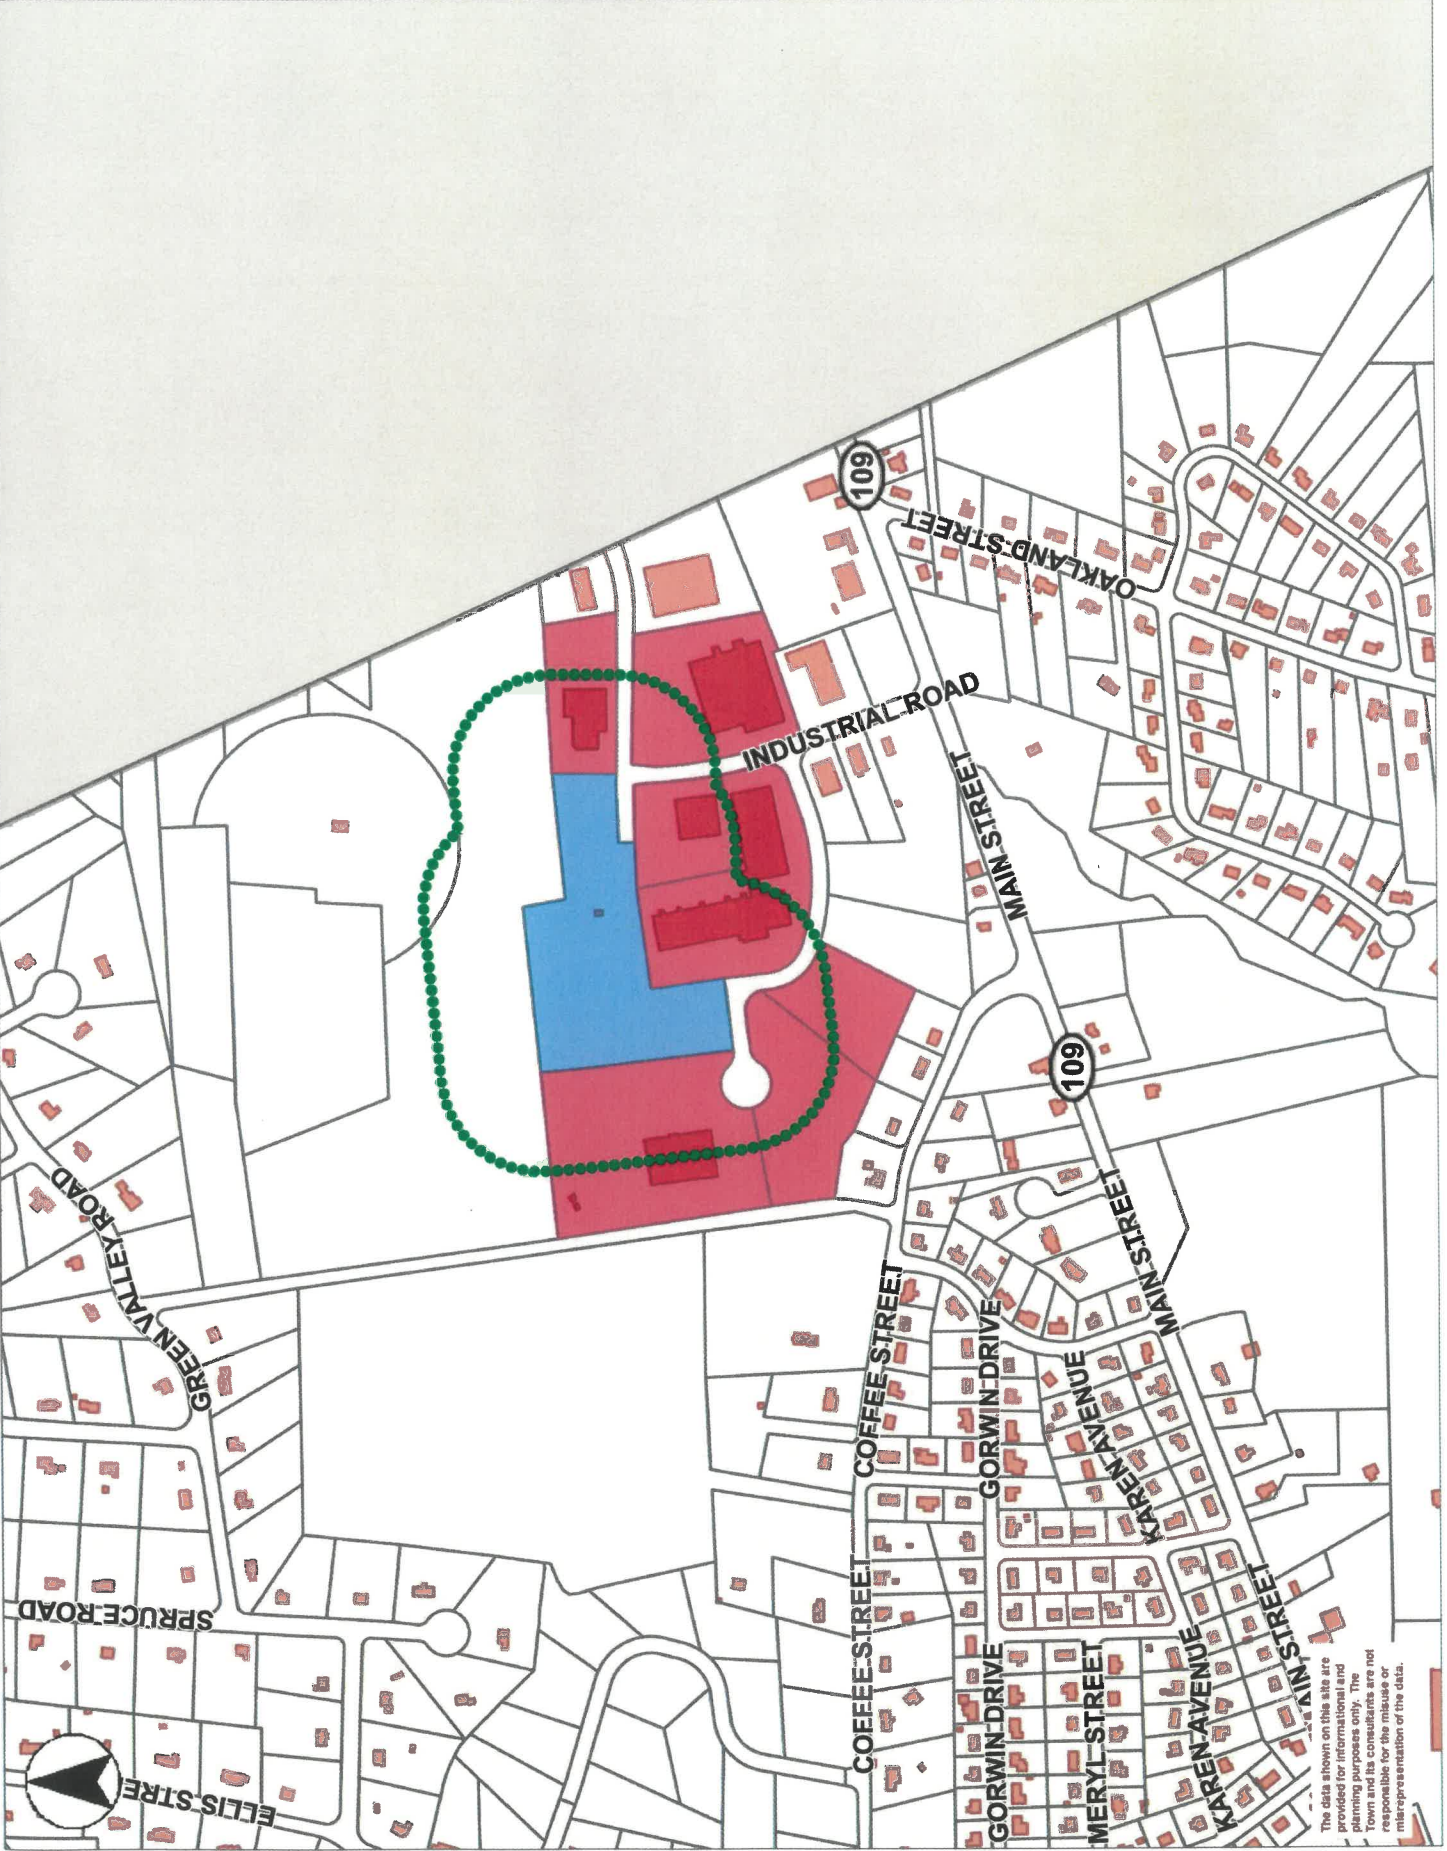 109
OAKLAND STREET
INDUSTRIAL ROAD
MAIN STREET
109
GREEN VALLEY ROAD
MAIN STREET
COFFEE STREET
GORWIN DRIVE
KAREN AVENUE
SPRUCE ROAD
COFFEE STREET
GORWIN DRIVE
MERYL STREET
KAREN AVENUE
AIN STREET
ELLIS STRE
The data shown on this site are
provided for informational and
planning purposes only. The
Town and its consultants are not
responsible for the misuse or
misrepresentation of the data.